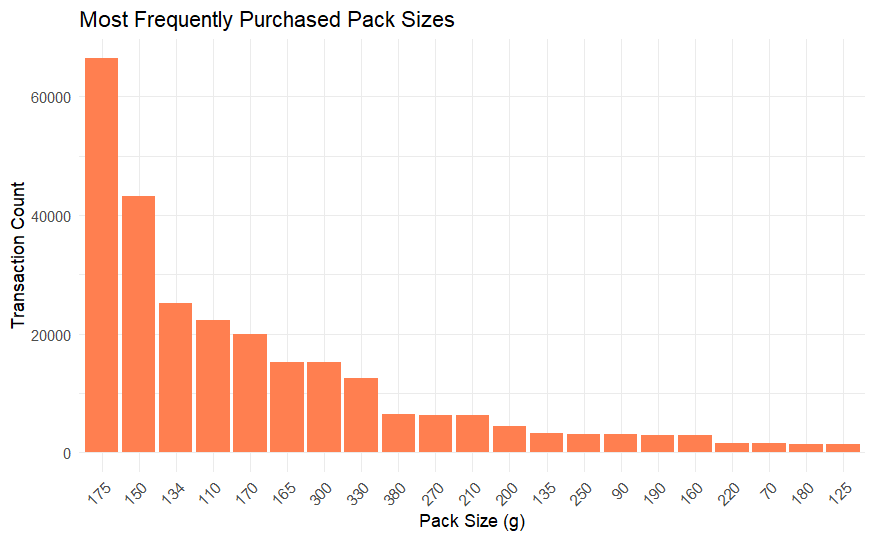 Most Frequently Purchased Pack Sizes
Transaction Count
60000
40000
20000
0
175 150 134 110 170 165 300 330 380 270 210 200 135 250 90 190 160 220 70 180 125
Pack Size (g)